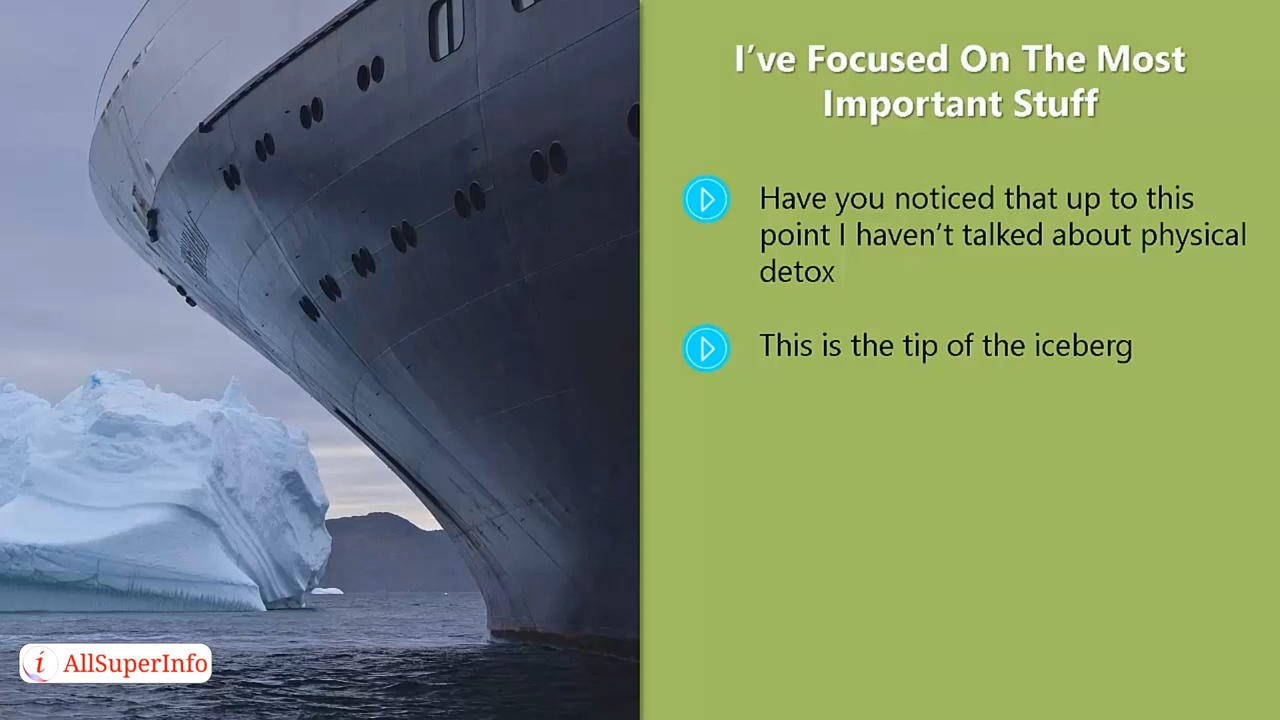 I’ve Focused On The Most
Important Stuff
Have you noticed that up to this
point I haven’t talked about physical
detox
This is the tip of the iceberg
i AllSuperInfo